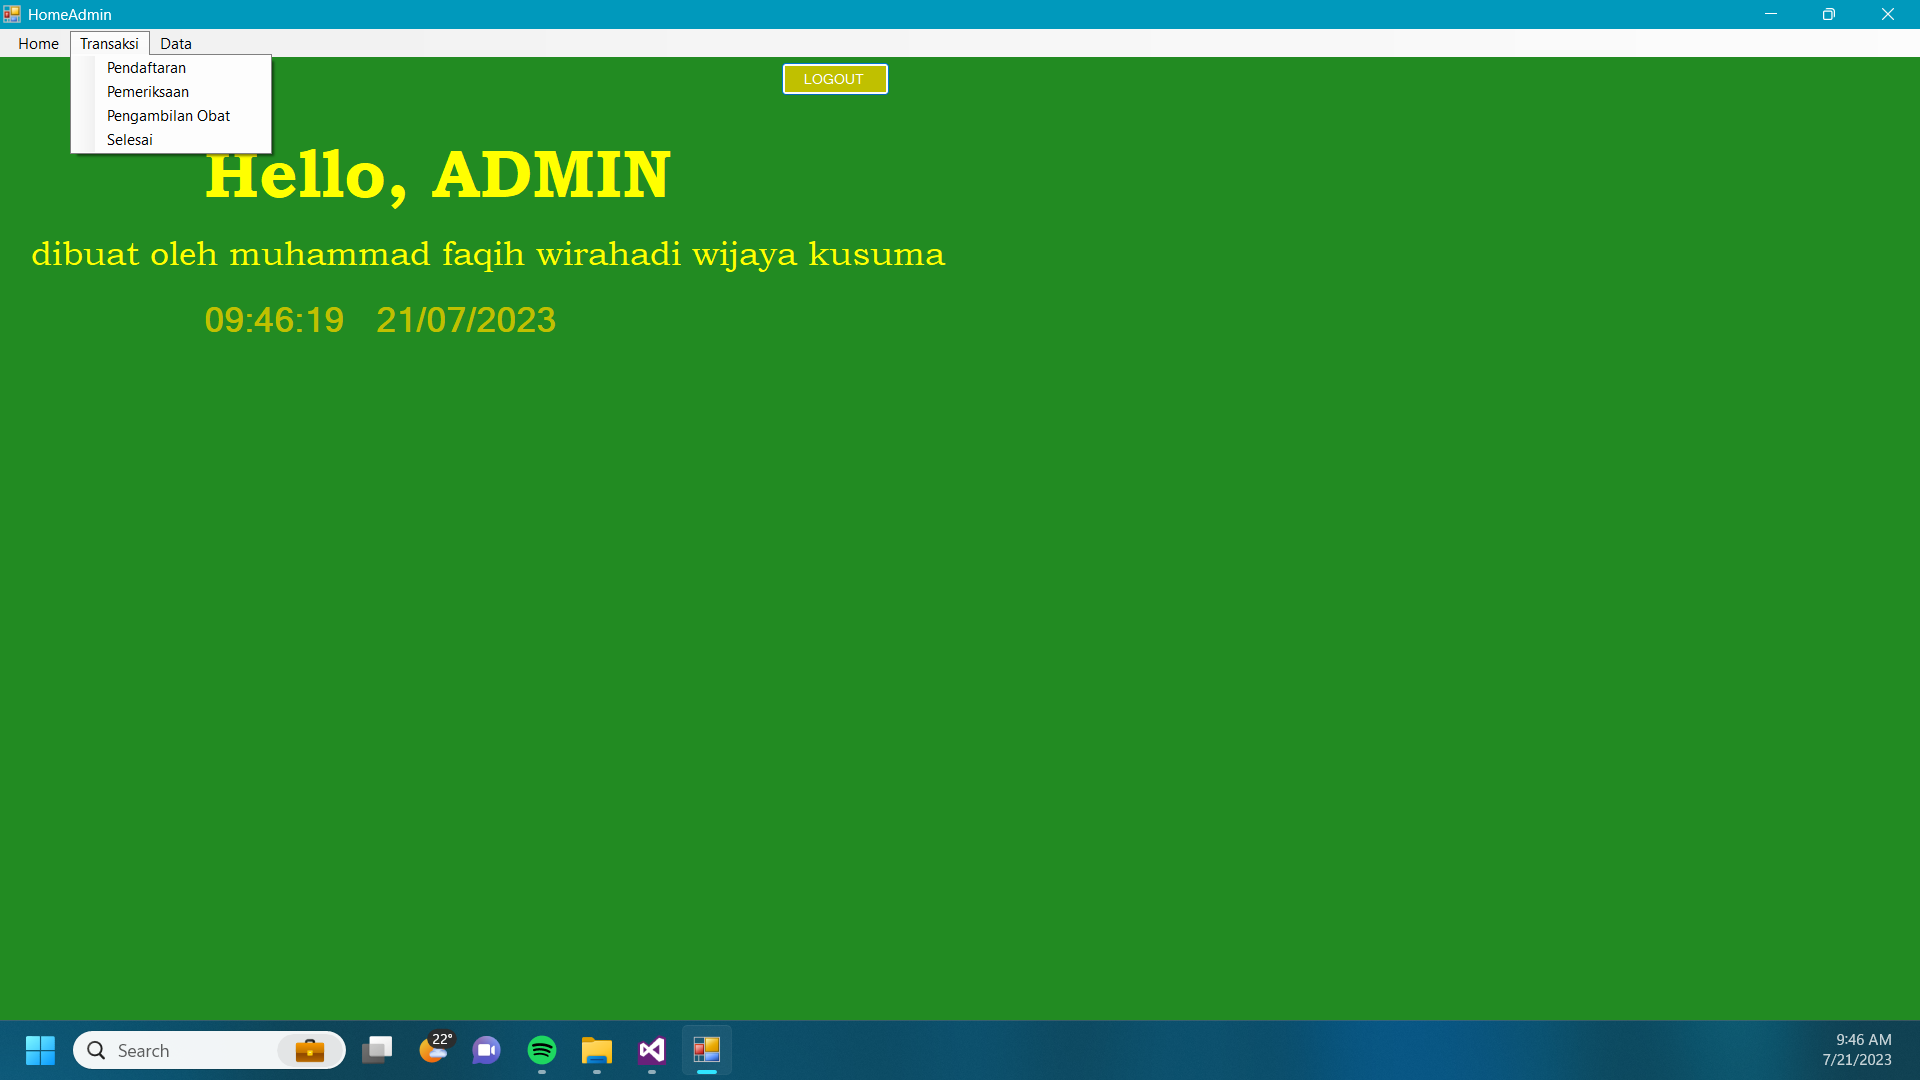 HomeAdmin
Home Transaksi Data
Pendaftaran
Pemeriksaan
Pengambilan Obat
Selesai
LOGOUT
Hello, ADMIN
dibuat oleh muhammad faqih wirahadi wijaya kusuma
09:46:19 21/07/2023
Search
22°
9:46 AM
7/21/2023